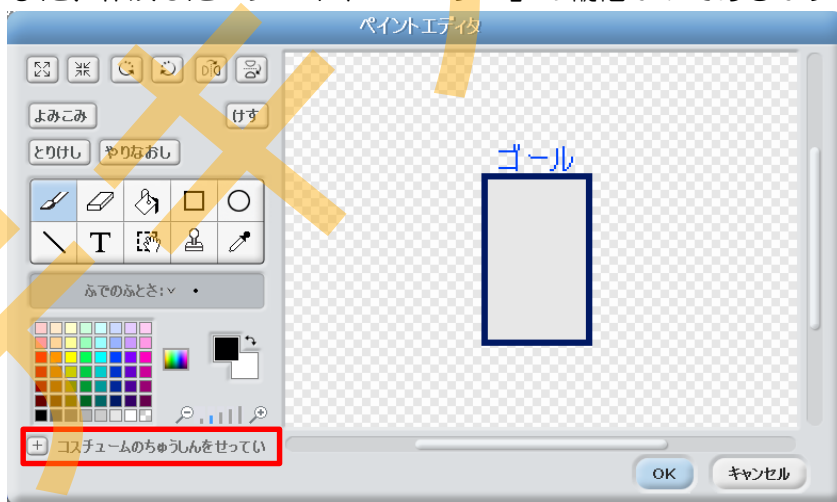 ペイントエディタ
よみこみ
けす
とりけし
やりなおし
T
ふでのふとさ:
ゴール
コスチュームのちゅうしんをせってい
OK
キャンセル